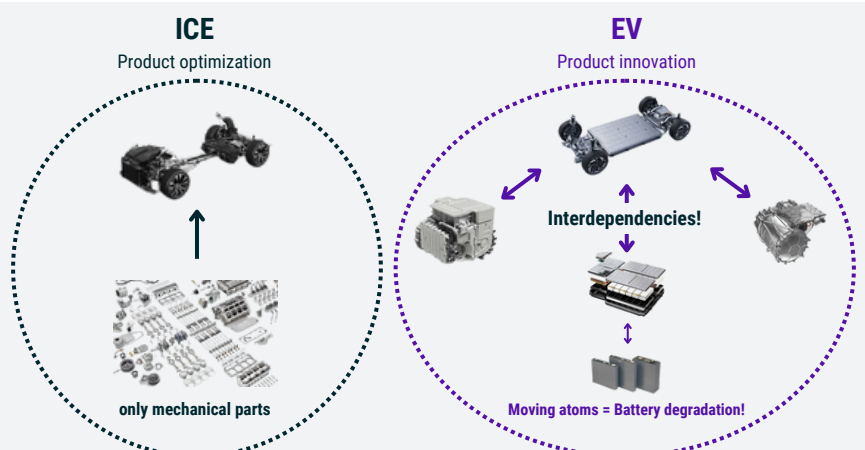 ICE
Product optimization
only mechanical parts
EV
Product innovation
Interdependencies!
Moving atoms = Battery degradation!